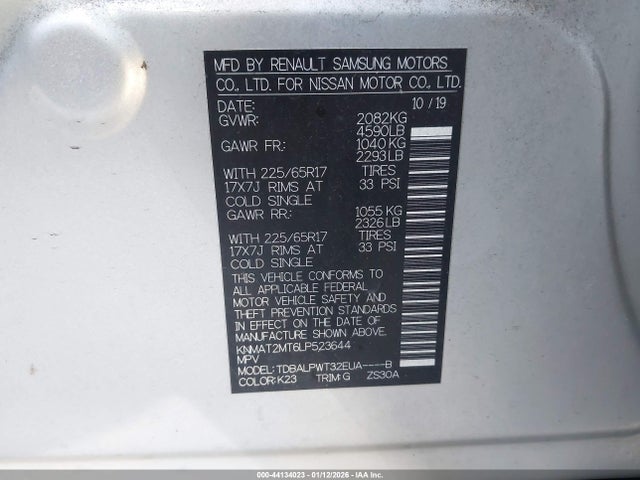 MFD BY RENAULT SAMSUNG MOTORS
CO., LTD. FOR NISSAN MOTOR CO., LTD.
DATE: 10 / 19
GVWR: 2082KG
4590LB
GAWR FR: 1040 KG
2293LB
WITH 225/65R17 TIRES
17X7J RIMS AT 33 PSI
COLD SINGLE
GAWR RR: 1055 KG
2326LB
WITH 225/65R17 TIRES
17X7J RIMS AT 33 PSI
COLD SINGLE
THIS VEHICLE CONFORMS TO
ALL APPLICABLE FEDERAL
MOTOR VEHICLE SAFETY AND
THEFT PREVENTION STANDARDS
IN EFFECT ON THE DATE OF
MANUFACTURE SHOWN ABOVE.
KNMAT2MT6LP523644
MPV
MODEL: TDBALPWT32EUA----B
COLOR:K23 TRIM:G ZS30A
000-44134023 - 01/12/2026 - IAAI.COM